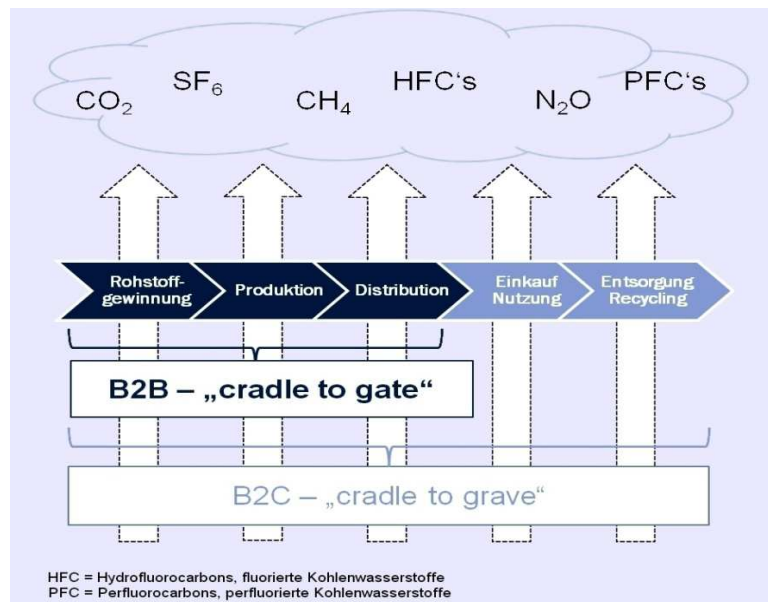 CO₂ SF₆ CH₄ HFC‘s N₂O PFC‘s
Rohstoff-
gewinnung
Produktion
Distribution
Einkauf
Nutzung
Entsorgung
Recycling
B2B – „cradle to gate“
B2C – „cradle to grave“
HFC = Hydrofluorocarbons, fluorierte Kohlenwasserstoffe
PFC = Perfluorocarbons, perfluorierte Kohlenwasserstoffe